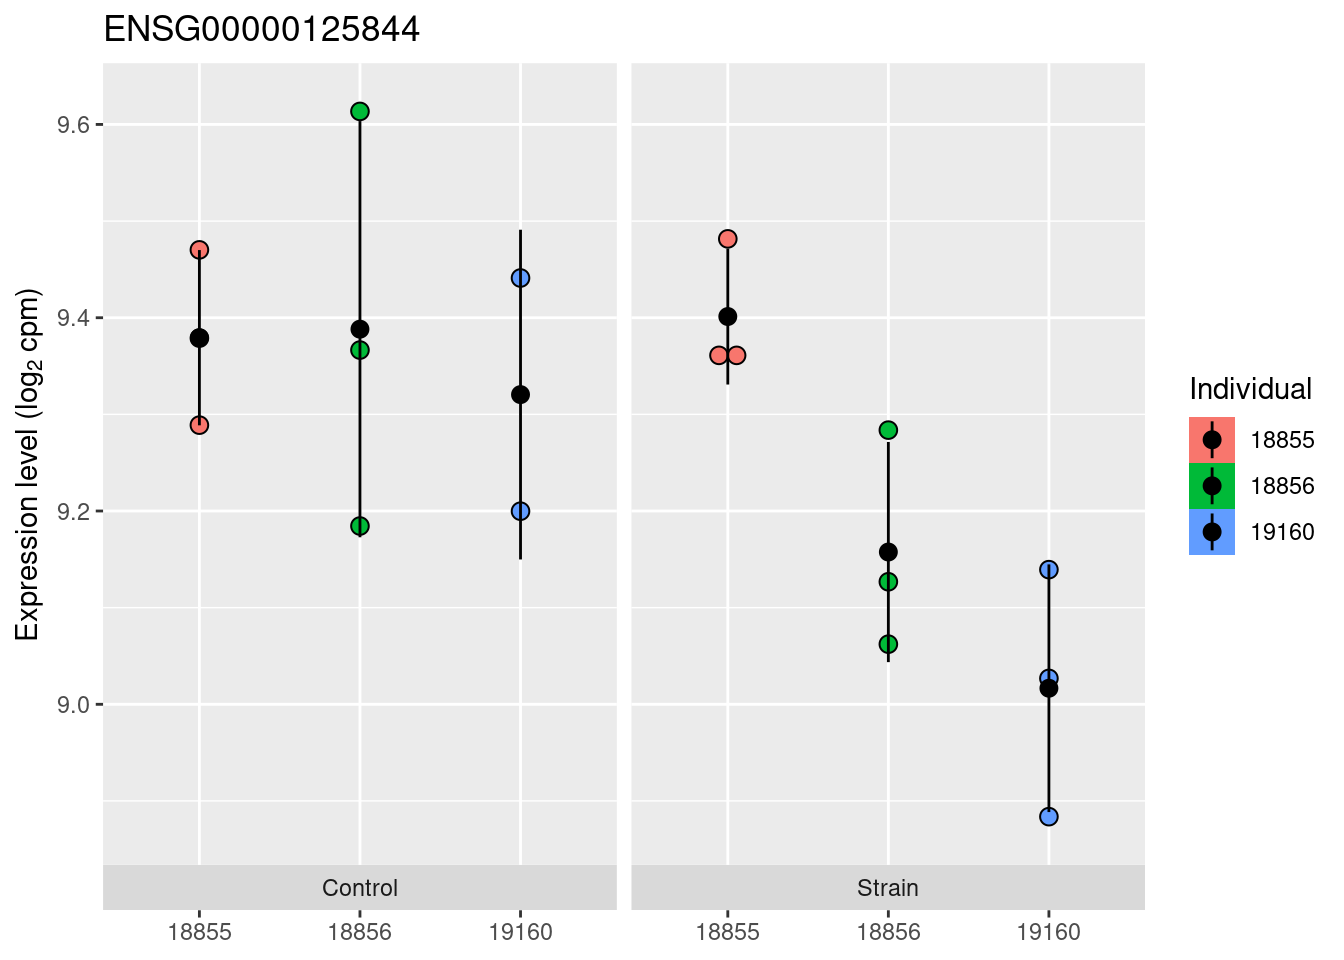 ENSG00000125844
Expression level (log₂ cpm)
9.6
9.4
9.2
9.0
Control
Strain
18855
18856
19160
18855
18856
19160
Individual
18855
18856
19160